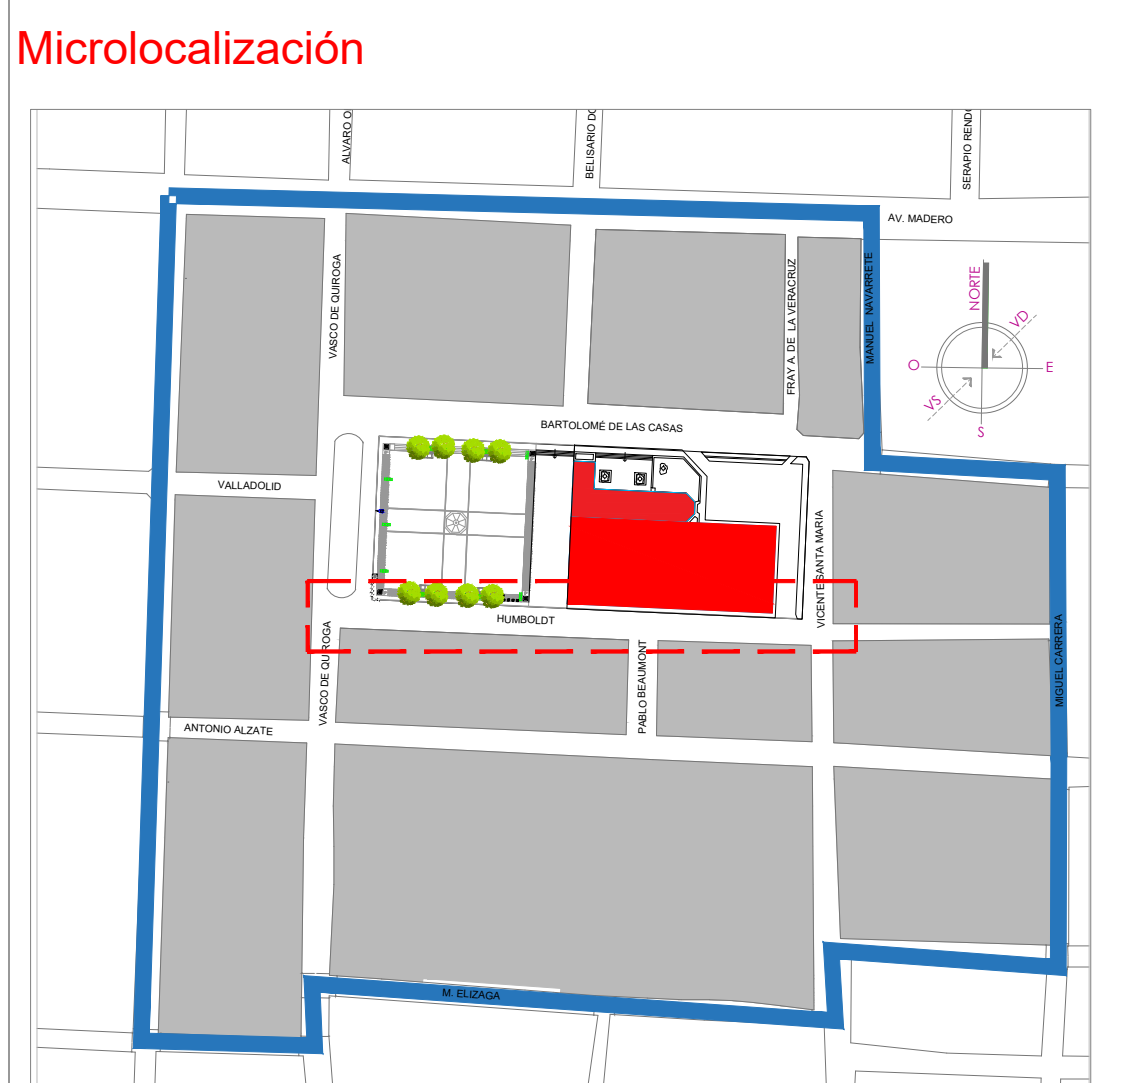 Microlocalización
ALVARO O
BELISARIO DO
SERAPIO REND
AV. MADERO
VASCO DE QUIROGA
FRAY A. DE LA VERACRUZ
MANUEL NAVARRETE
NORTE
VD
O
E
VS
S
BARTOLOMÉ DE LAS CASAS
VALLADOLID
VICENTE SANTA MARIA
HUMBOLDT
VASCO DE QUIROGA
PABLO BEAUMONT
MIGUEL CARRERA
ANTONIO ALZATE
M. ELIZAGA